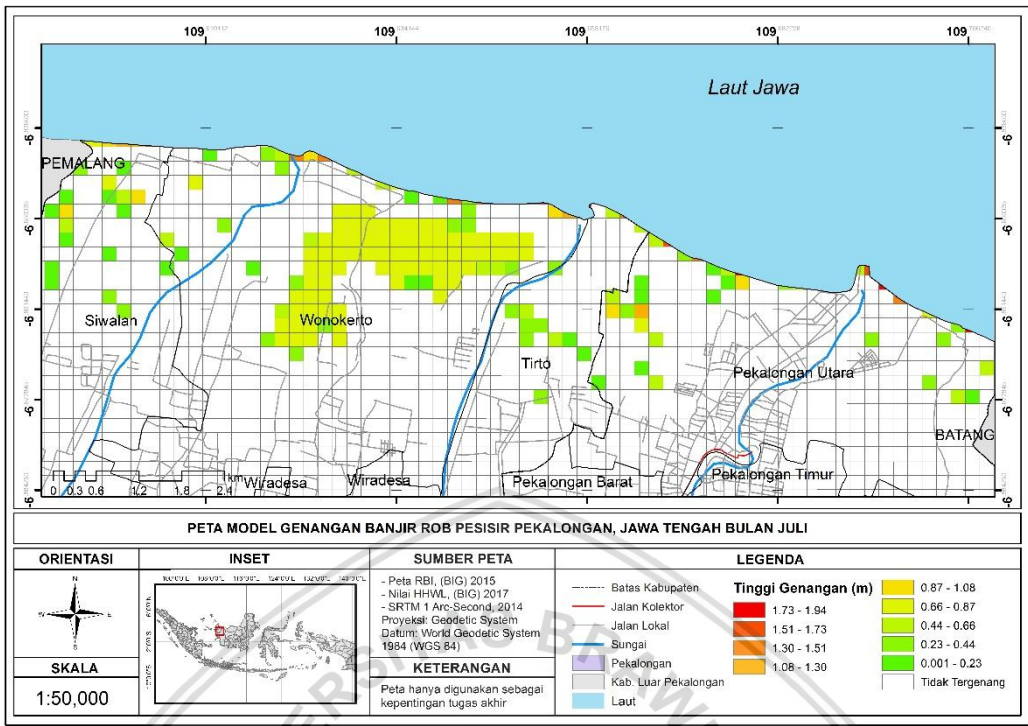 109
109
109
109
109
Laut Jawa
-6
-6
-6
-6
-6
-6
-6
-6
-6
-6
PEMALANG
Siwalan
Wonokerto
Tirto
Pekalongan Utara
BATANG
Wiradesa
Wiradesa
Pekalongan Barat
Pekalongan Timur
km
0 0.3 0.6 1.2 1.8 2.4
PETA MODEL GENANGAN BANJIR ROB PESISIR PEKALONGAN, JAWA TENGAH BULAN JULI
ORIENTASI
N
W
E
S
SKALA
1:50,000
INSET
SUMBER PETA
- Peta RBI, (BIG) 2015
- Nilai HHWL, (BIG) 2017
- SRTM 1 Arc-Second, 2014
Proyeksi: Geodetic System
Datum: World Geodetic System
1984 (WGS 84)
KETERANGAN
Peta hanya digunakan sebagai
kepentingan tugas akhir
LEGENDA
Batas Kabupaten
Jalan Kolektor
Jalan Lokal
Sungai
Pekalongan
Kab. Luar Pekalongan
Laut
Tinggi Genangan (m)
1.73 - 1.94
1.51 - 1.73
1.30 - 1.51
1.08 - 1.30
0.87 - 1.08
0.66 - 0.87
0.44 - 0.66
0.23 - 0.44
0.001 - 0.23
Tidak Tergenang